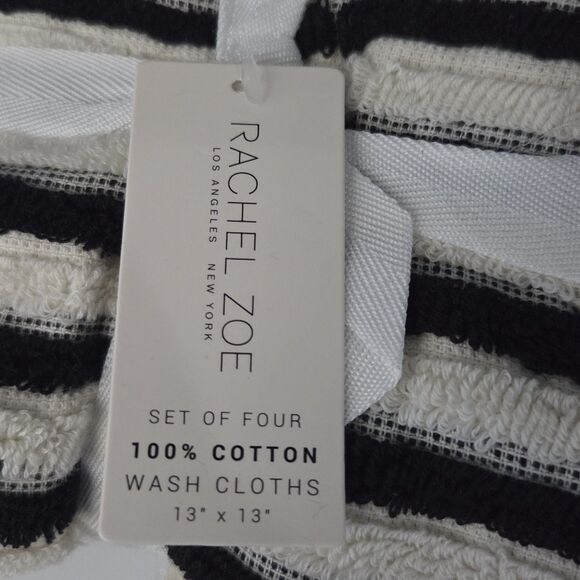 RACHEL ZOE
LOS ANGELES NEW YORK
SET OF FOUR
100% COTTON
WASH CLOTHS
13" x 13"